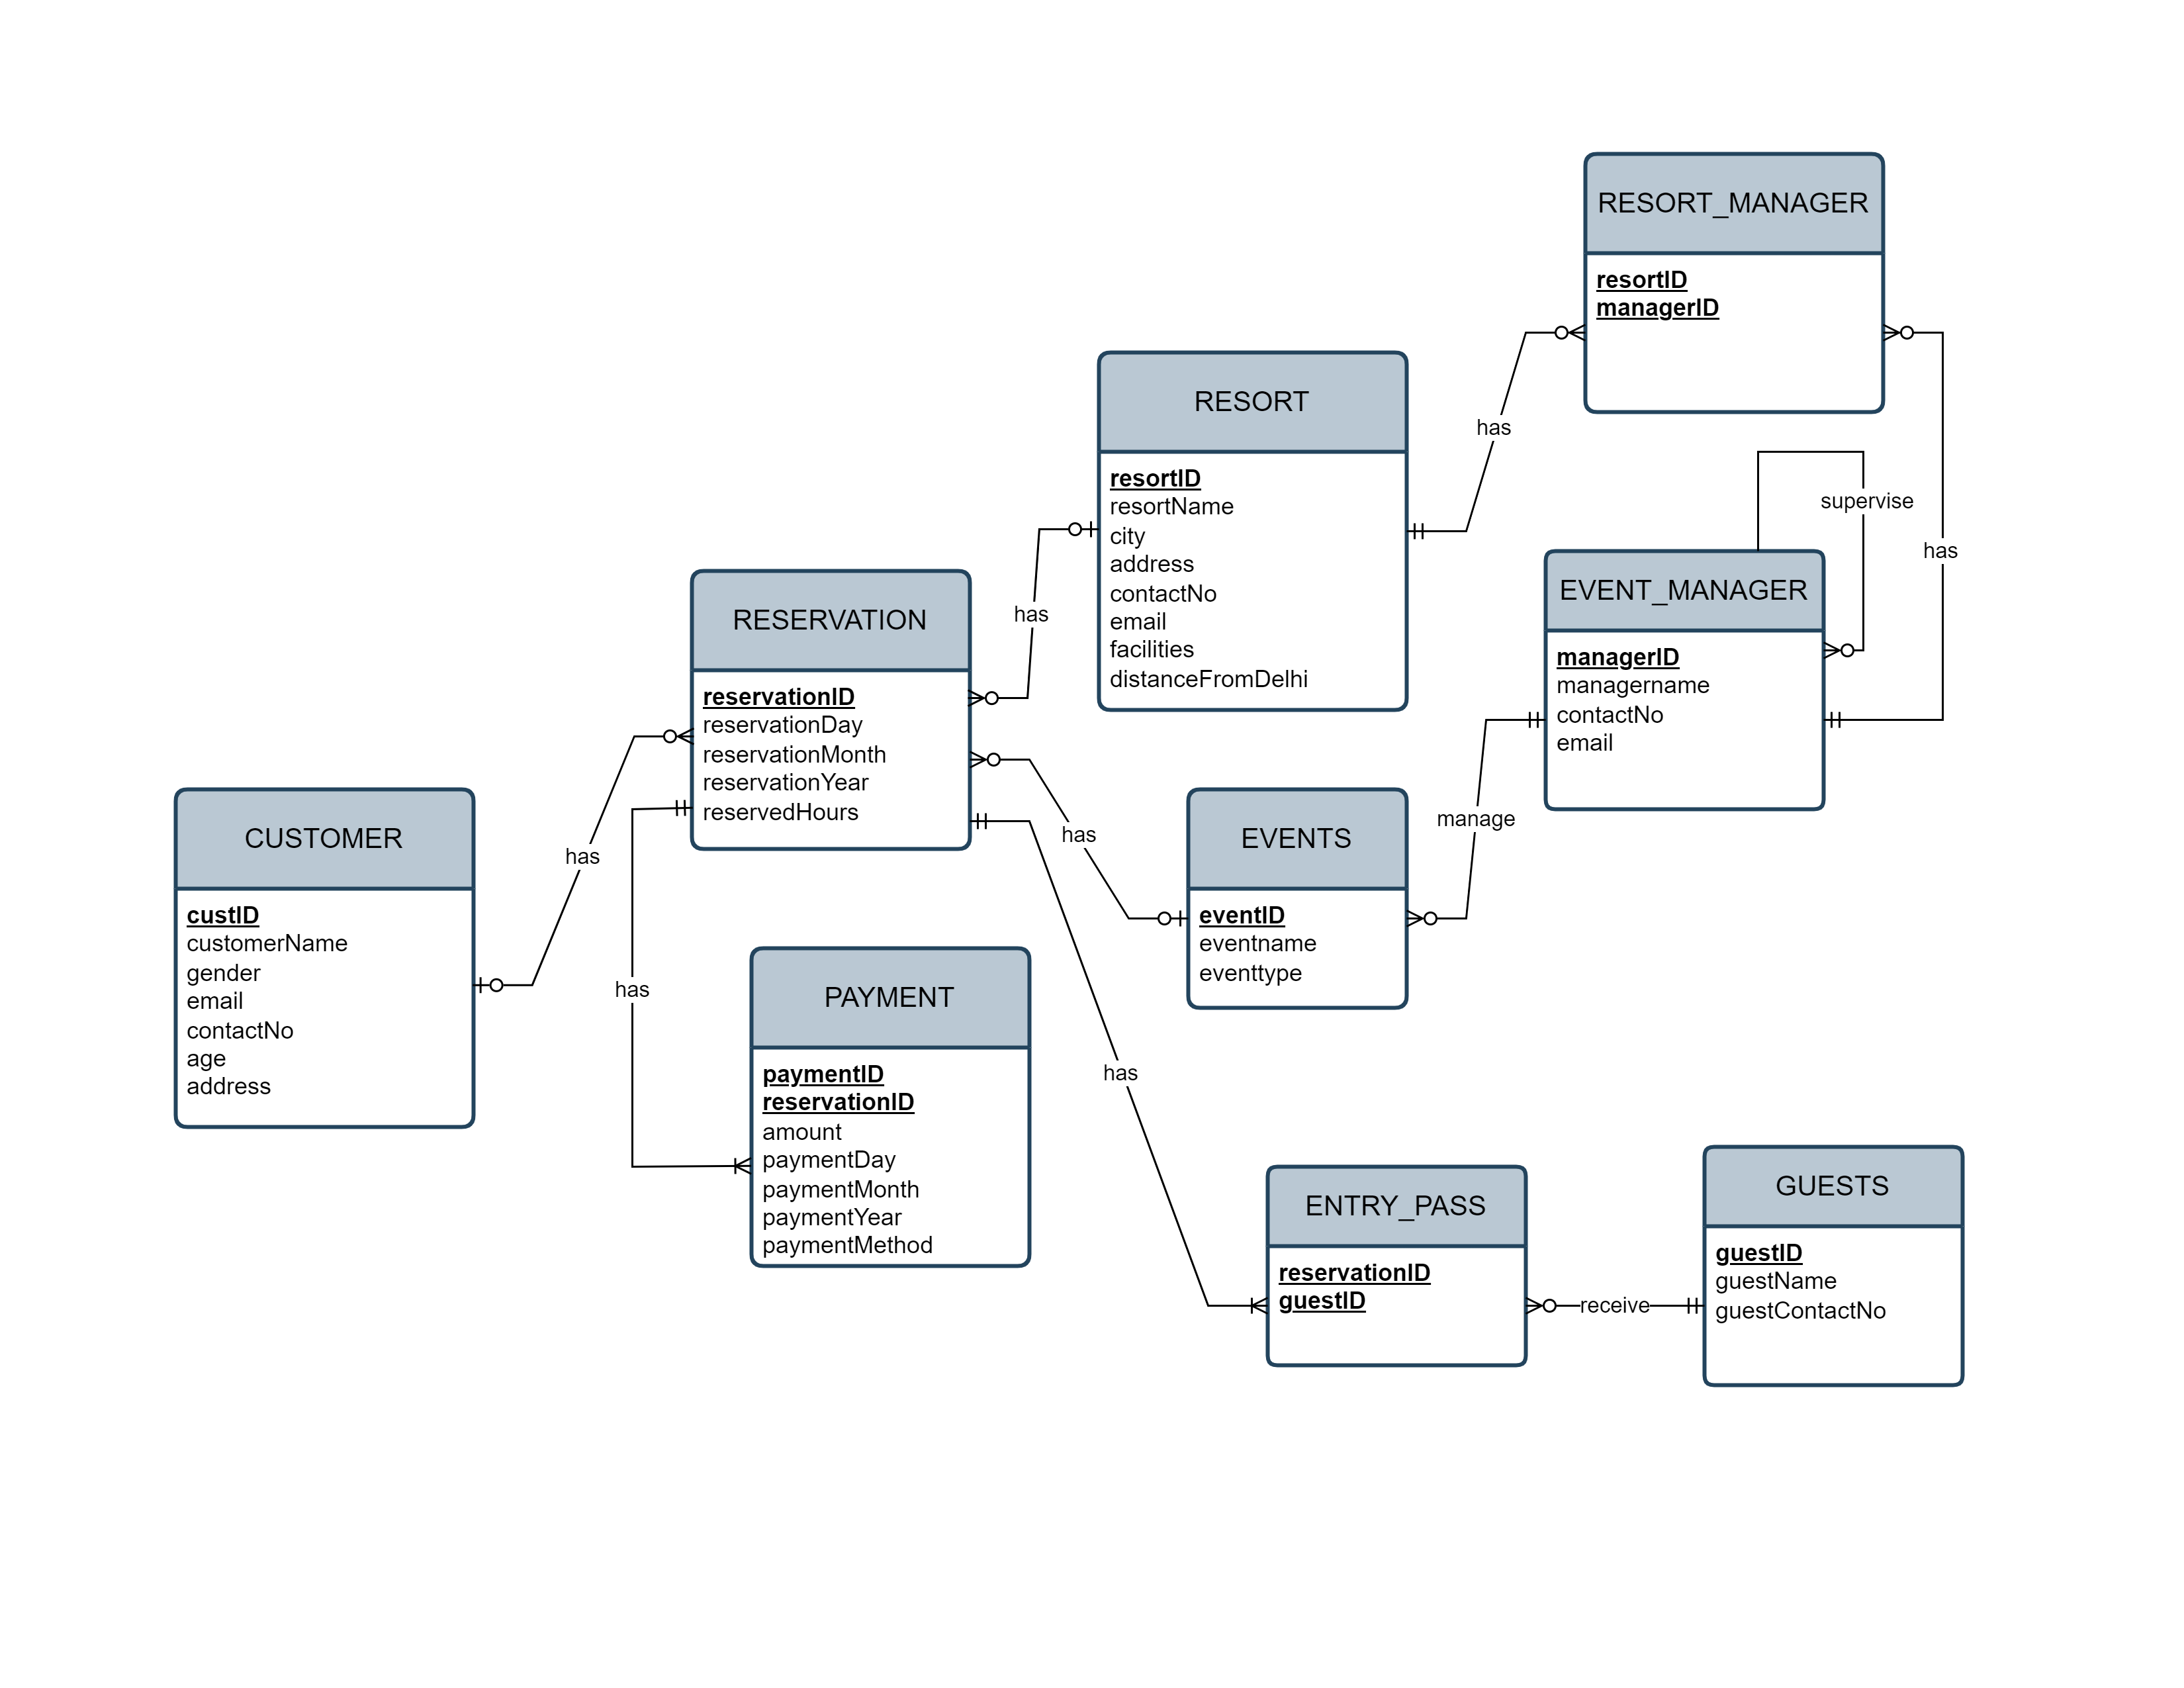 RESORT_MANAGER
resortID
managerID
RESORT
resortID
resortName
city
address
contactNo
email
facilities
distanceFromDelhi
has
supervise
has
EVENT_MANAGER
managerID
managername
contactNo
email
RESERVATION
reservationID
reservationDay
reservationMonth
reservationYear
reservedHours
has
has
manage
EVENTS
eventID
eventname
eventtype
CUSTOMER
custID
customerName
gender
email
contactNo
age
address
has
has
PAYMENT
paymentID
reservationID
amount
paymentDay
paymentMonth
paymentYear
paymentMethod
has
ENTRY_PASS
reservationID
guestID
receive
GUESTS
guestID
guestName
guestContactNo